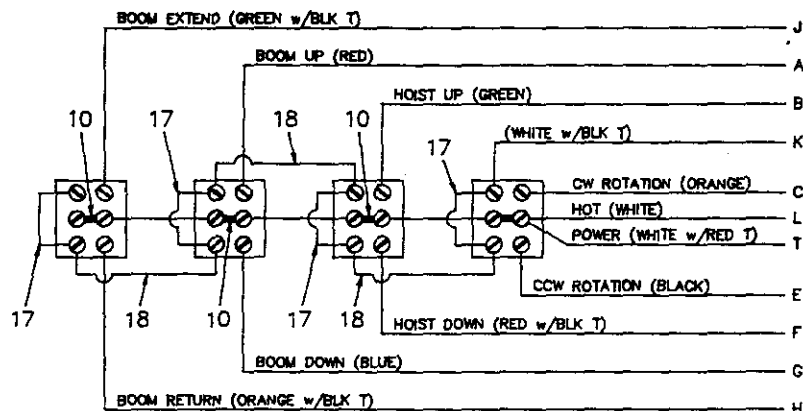 BOOM EXTEND (GREEN w/BLK T)
J
BOOM UP (RED)
A
HOIST UP (GREEN)
B
10
17
18
10
17
(WHITE w/BLK T)
K
CW ROTATION (ORANGE)
C
HOT (WHITE)
L
POWER (WHITE w/RED T)
T
17
18
10
17
18
CCW ROTATION (BLACK)
E
HOIST DOWN (RED w/BLK T)
F
BOOM DOWN (BLUE)
G
BOOM RETURN (ORANGE w/BLK T)
H